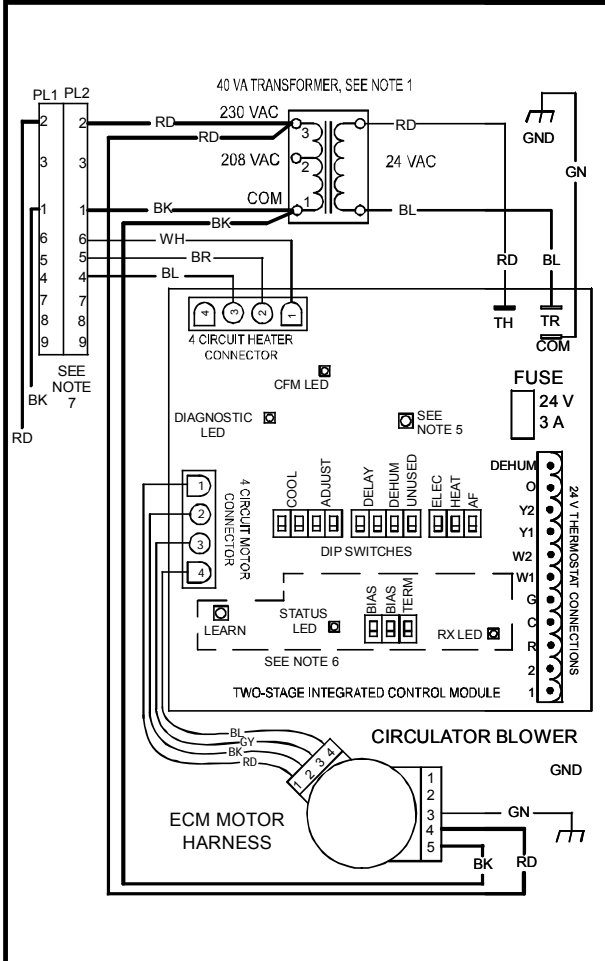 40 VA TRANSFORMER, SEE NOTE 1
PL1 PL2
230 VAC
2 2 RD RD
RD
3
RD
GND
3 3
208 VAC
2
24 VAC
GN
COM
1 1 BK
1
BL
BK
6 6 WH
5 5 BR
4 4 BL
RD BL
7 7
8 8
9 9
4 3 2 1
TH TR
COM
4 CIRCUIT HEATER
CONNECTOR
SEE
NOTE
7
BK
RD
CFM LED
FUSE
24 V
3 A
DIAGNOSTIC
LED
SEE
NOTE 5
4 CIRCUIT MOTOR
CONNECTOR
1
2
3
4
COOL
ADJUST
DELAY
DEHUM
UNUSED
ELEC
HEAT
AF
DIP SWITCHES
DEHUM
O
Y2
Y1
W2
W1
G
C
R
2
1
24 V THERMOSTAT CONNECTIONS
LEARN
STATUS
LED
BIAS
BIAS
TERM
RX LED
SEE NOTE 6
TWO-STAGE INTEGRATED CONTROL MODULE
BL
GY
BK
RD
1 2 3 4
CIRCULATOR BLOWER
GND
ECM MOTOR
HARNESS
1
2
3
4
5
GN
BK
RD